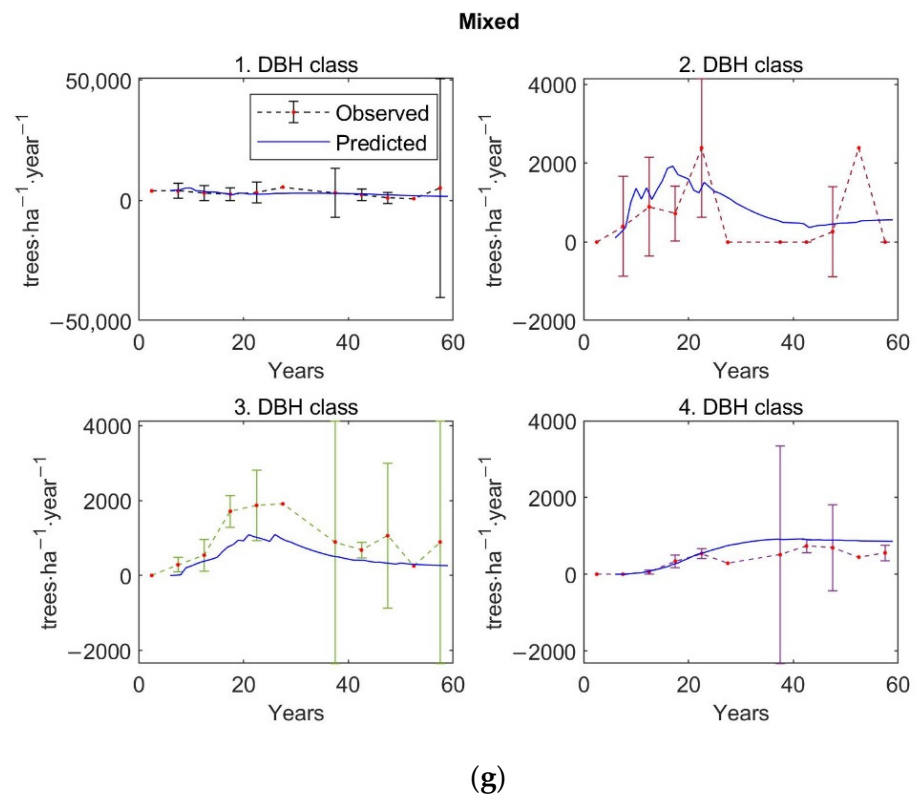 Mixed
1. DBH class
50,000
0
−50,000
trees·ha⁻¹·year⁻¹
0 20 40 60
Years
Observed
Predicted
2. DBH class
4000
2000
0
−2000
trees·ha⁻¹·year⁻¹
0 20 40 60
Years
3. DBH class
4000
2000
0
−2000
trees·ha⁻¹·year⁻¹
0 20 40 60
Years
4. DBH class
4000
2000
0
−2000
trees·ha⁻¹·year⁻¹
0 20 40 60
Years
(g)